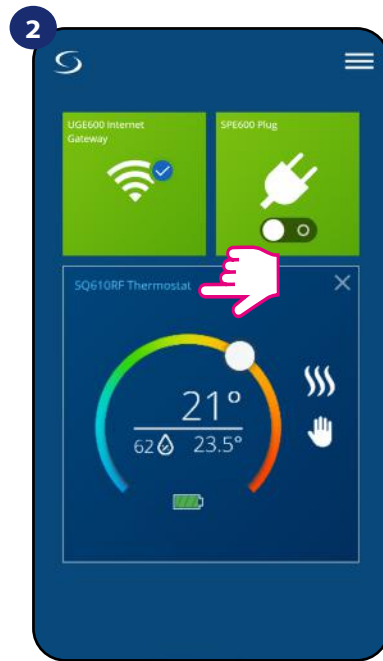 2
UGE600 Internet
Gateway
SPE600 Plug
SQ610RF Thermostat
21°
62 23.5°